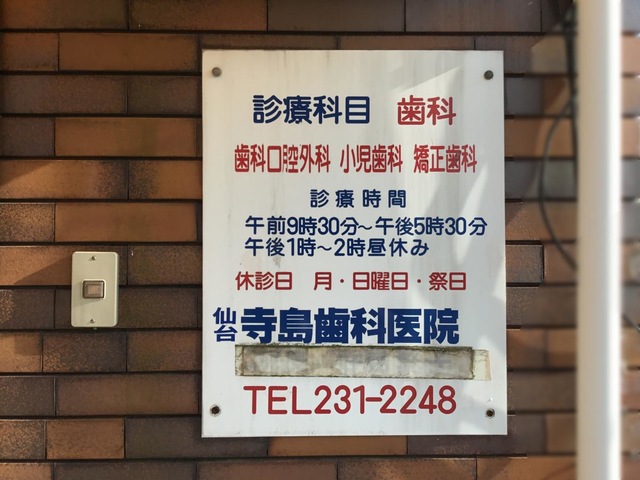 診療科目 歯科
歯科口腔外科 小児歯科 矯正歯科
診療時間
午前9時30分～午後5時30分
午後1時～2時昼休み
休診日 月・日曜日・祭日
仙台 寺島歯科医院
TEL231-2248